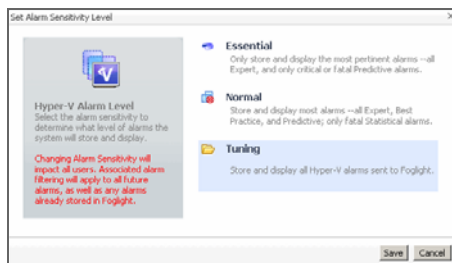 Set Alarm Sensitivity Level
Hyper-V Alarm Level
Select the alarm sensitivity to
determine what level of alarms the
system will store and display.
Changing Alarm Sensitivity will
impact all users. Associated alarm
filtering will apply to all future
alarms, as well as any alarms
already stored in Foglight.
Essential
Only store and display the most pertinent alarms --all
Expert, and only critical or fatal Predictive alarms.
Normal
Store and display most alarms --all Expert, Best
Practice, and Predictive; only fatal Statistical alarms.
Tuning
Store and display all Hyper-V alarms sent to Foglight.
Save Cancel